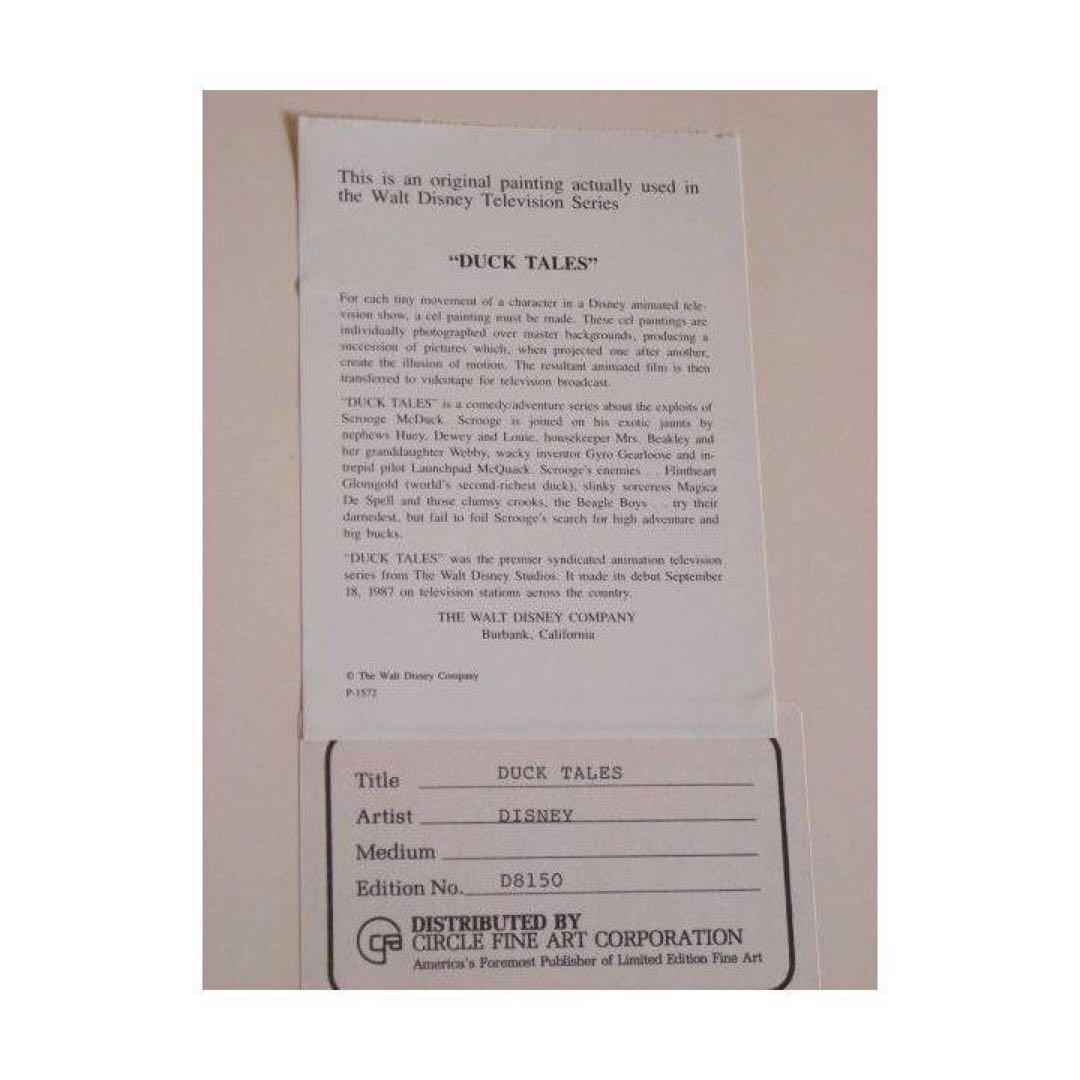 This is an original painting actually used in
the Walt Disney Television Series
“DUCK TALES”
For each tiny movement of a character in a Disney animated tele-
vision show, a cel painting must be made. These cel paintings are
individually photographed over master backgrounds, producing a
succession of pictures which, when projected one after another,
create the illusion of motion. The resultant animated film is then
transferred to videotape for television broadcast.
"DUCK TALES" is a comedy/adventure series about the exploits of
Scrooge McDuck. Scrooge is joined on his exotic jaunts by
nephews Huey, Dewey and Louie, housekeeper Mrs. Beakley and
her granddaughter Webby, wacky inventor Gyro Gearloose and in-
trepid pilot Launchpad McQuack. Scrooge's enemies . . . Flintheart
Glomgold (world's second-richest duck), slinky sorceress Magica
De Spell and those clumsy crooks, the Beagle Boys . . . try their
darnedest, but fail to foil Scrooge's search for high adventure and
big bucks.
"DUCK TALES" was the premier syndicated animation television
series from The Walt Disney Studios. It made its debut September
18, 1987 on television stations across the country.
THE WALT DISNEY COMPANY
Burbank, California
© The Walt Disney Company
P-1572
Title DUCK TALES
Artist DISNEY
Medium
Edition No. D8150
DISTRIBUTED BY
CIRCLE FINE ART CORPORATION
America's Foremost Publisher of Limited Edition Fine Art